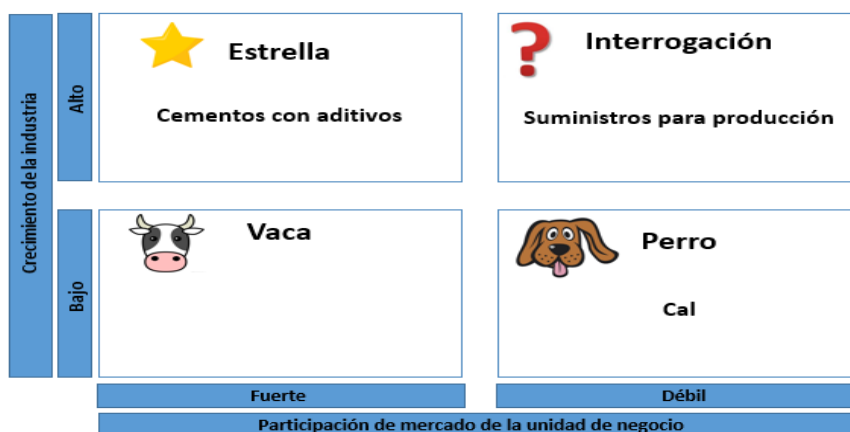 Crecimiento de la industria
Alto
Estrella
Cementos con aditivos
?
Interrogación
Suministros para producción
Bajo
Vaca
Perro
Cal
Fuerte
Débil
Participación de mercado de la unidad de negocio